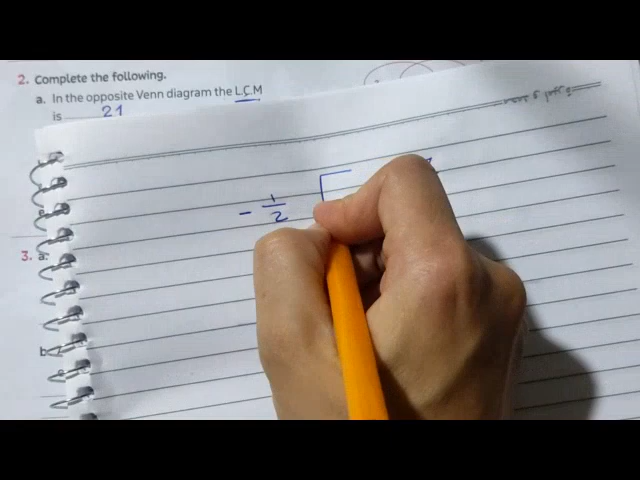 2. Complete the following.
a. In the opposite Venn diagram the L.C.M
is 21
- 1/2
3. a.
b